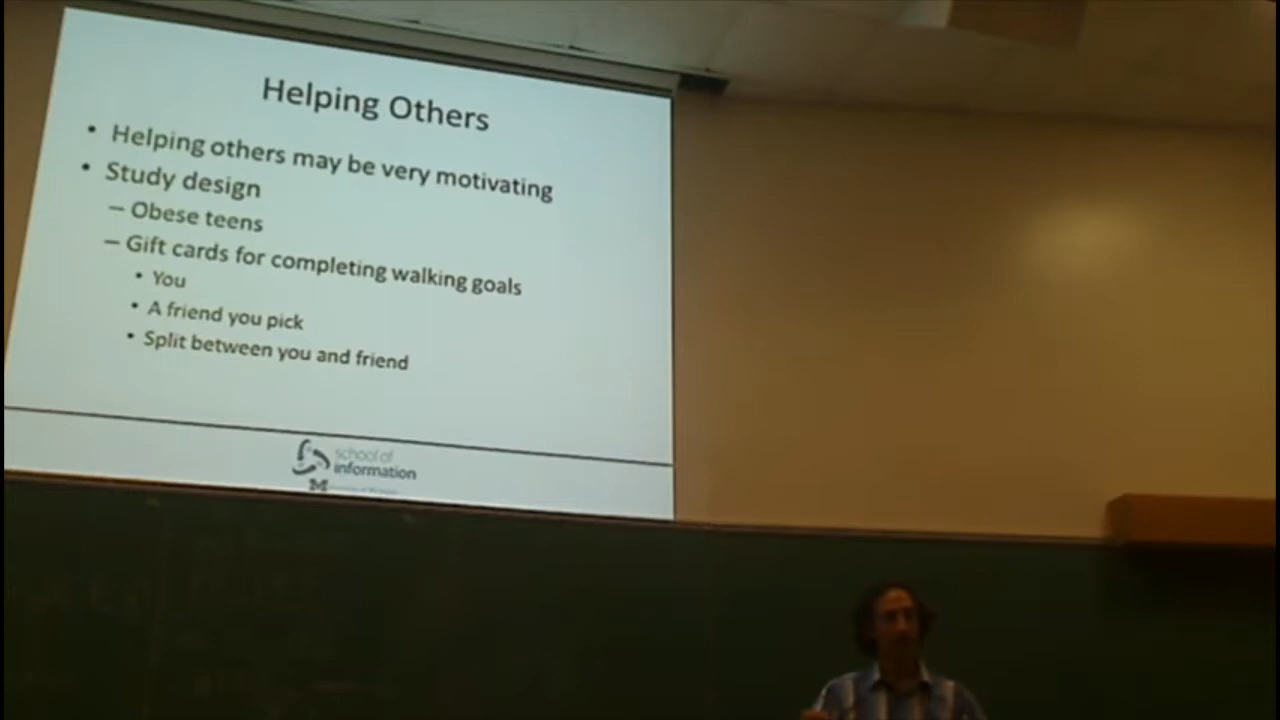 Helping Others
• Helping others may be very motivating
• Study design
– Obese teens
– Gift cards for completing walking goals
• You
• A friend you pick
• Split between you and friend
school of
information
M